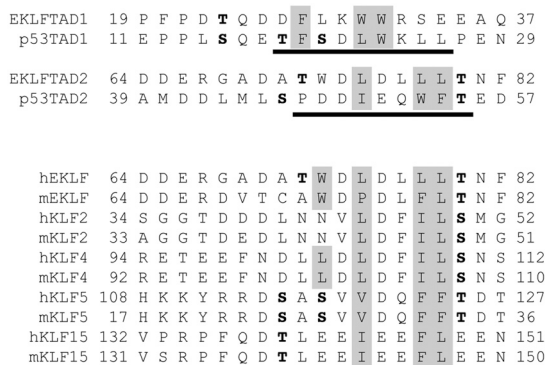 EKLFTAD1 19 P F P D T Q D D F L K W W R S E E A Q 37
p53TAD1 11 E P P L S Q E T F S D L W K L L P E N 29
EKLFTAD2 64 D D E R G A D A T W D L D L L L T N F 82
p53TAD2 39 A M D D L M L S P D D I E Q W F T E D 57
hEKLF 64 D D E R G A D A T W D L D L L L T N F 82
mEKLF 64 D D E R D V T C A W D P D L F L T N F 82
hKLF2 34 S G G T D D D L N N V L D F I L S M G 52
mKLF2 33 A G G T D E D L N N V L D F I L S M G 51
hKLF4 94 R E T E E F N D L L D L D F I L S N S 112
mKLF4 92 R E T E E F N D L L D L D F I L S N S 110
hKLF5 108 H K K Y R R D S A S V V D Q F F T D T 127
mKLF5 17 H K K Y R R D S A S V V D Q F F T D T 36
hKLF15 132 V P R P F Q D T L E E I E E F L E E N 151
mKLF15 131 V S R P F Q D T L E E I E E F L E E N 150